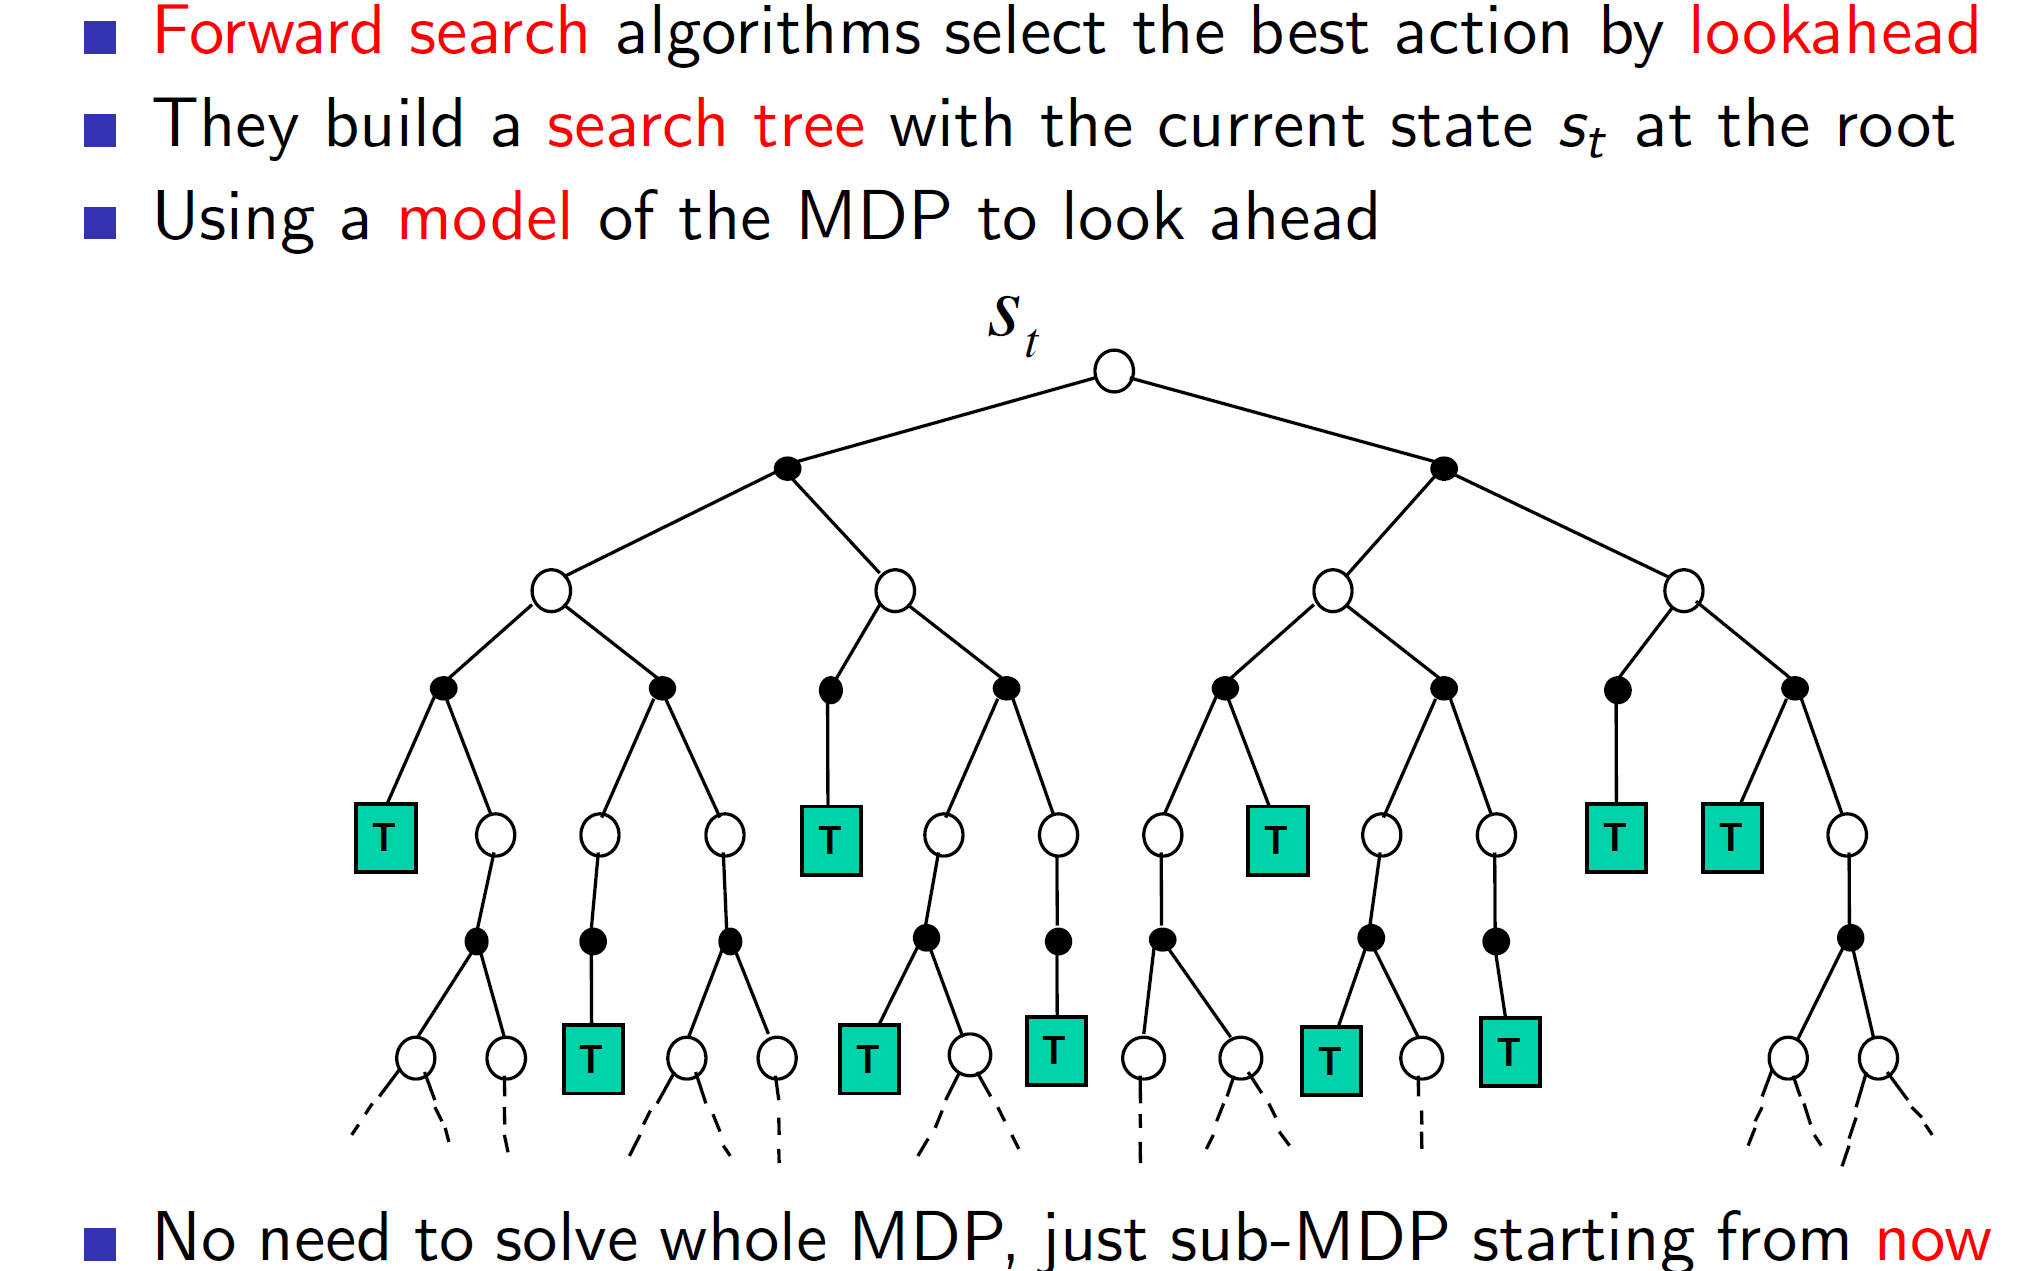 Forward search algorithms select the best action by lookahead
They build a search tree with the current state s_t at the root
Using a model of the MDP to look ahead
s_t
T T T T T
T T T T T
No need to solve whole MDP, just sub-MDP starting from now